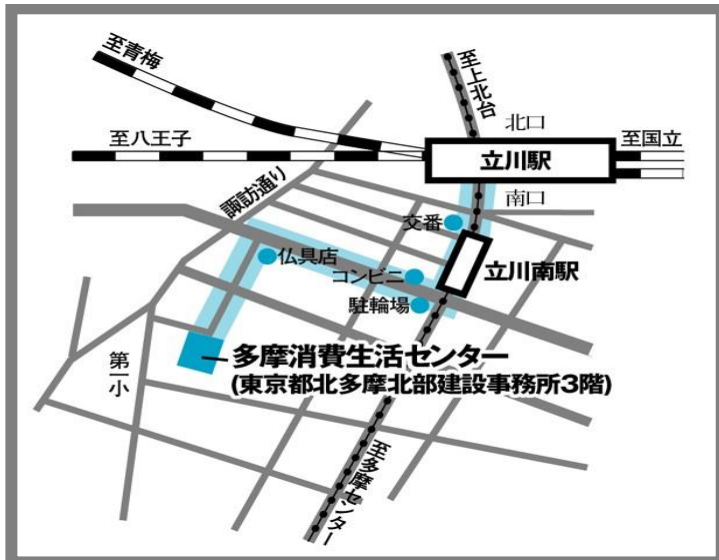 至青梅
至上北台
北口
至八王子
立川駅
至国立
諏訪通り
南口
交番
仏具店
立川南駅
コンビニ
駐輪場
多摩消費生活センター
(東京都北多摩北部建設事務所3階)
第一小
至多摩センター